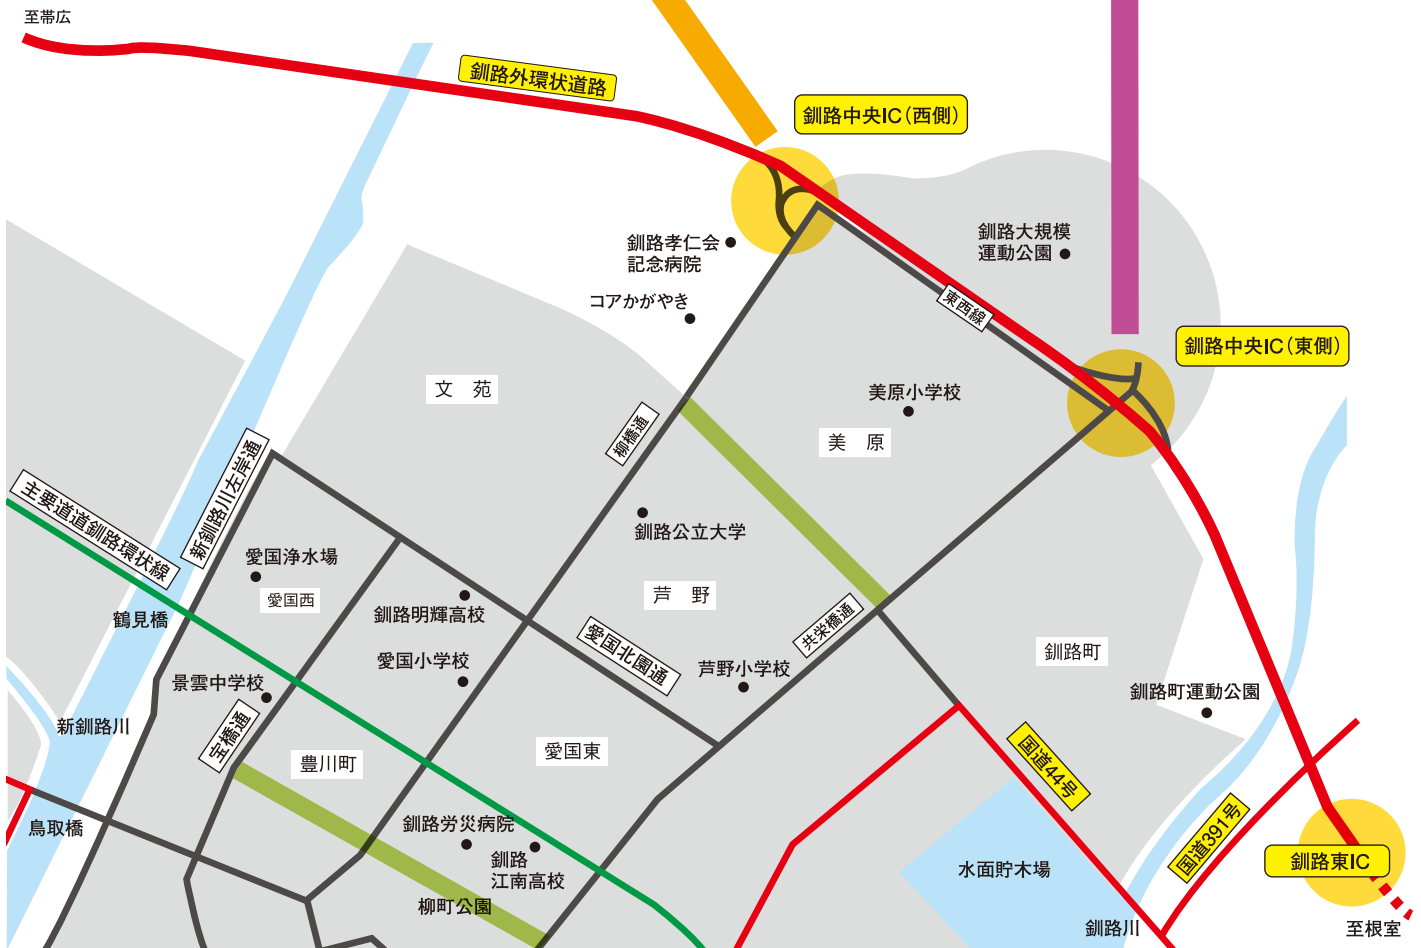 至帯広
釧路外環状道路
釧路中央IC（西側）
釧路孝仁会
記念病院
釧路大規模
運動公園
コアかがやき
東西線
釧路中央IC（東側）
文　苑
美原小学校
柳橋通
美　原
新釧路川左岸通
主要道道釧路環状線
釧路公立大学
愛国浄水場
愛国西
芦　野
鶴見橋
釧路明輝高校
共栄橋通
愛国北園通
釧路町
愛国小学校
芦野小学校
景雲中学校
釧路町運動公園
新釧路川
宝橋通
愛国東
豊川町
国道44号
鳥取橋
釧路労災病院
国道391号
釧路
江南高校
水面貯木場
釧路東IC
柳町公園
釧路川
至根室